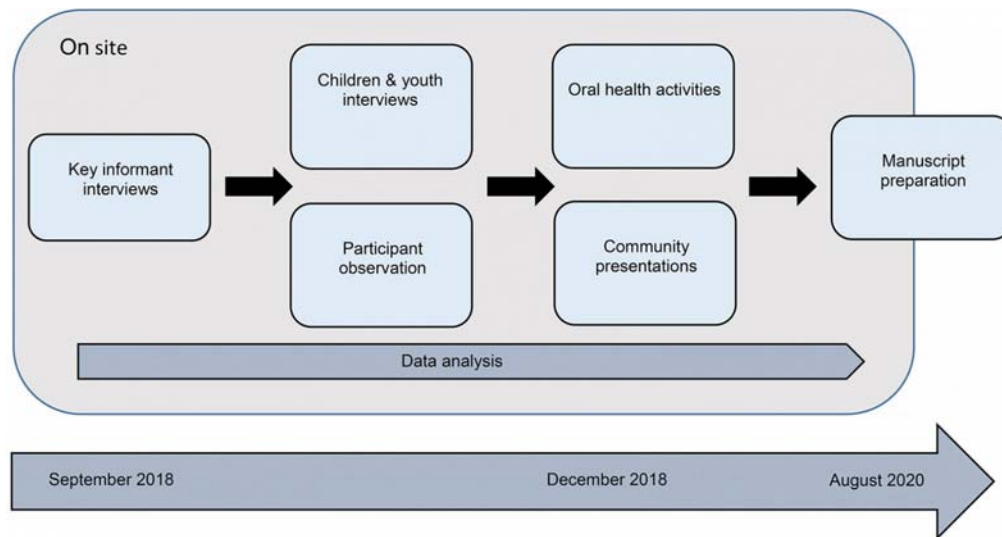 On site
Key informant
interviews
Children & youth
interviews
Participant
observation
Oral health activities
Community
presentations
Manuscript
preparation
Data analysis
September 2018
December 2018
August 2020